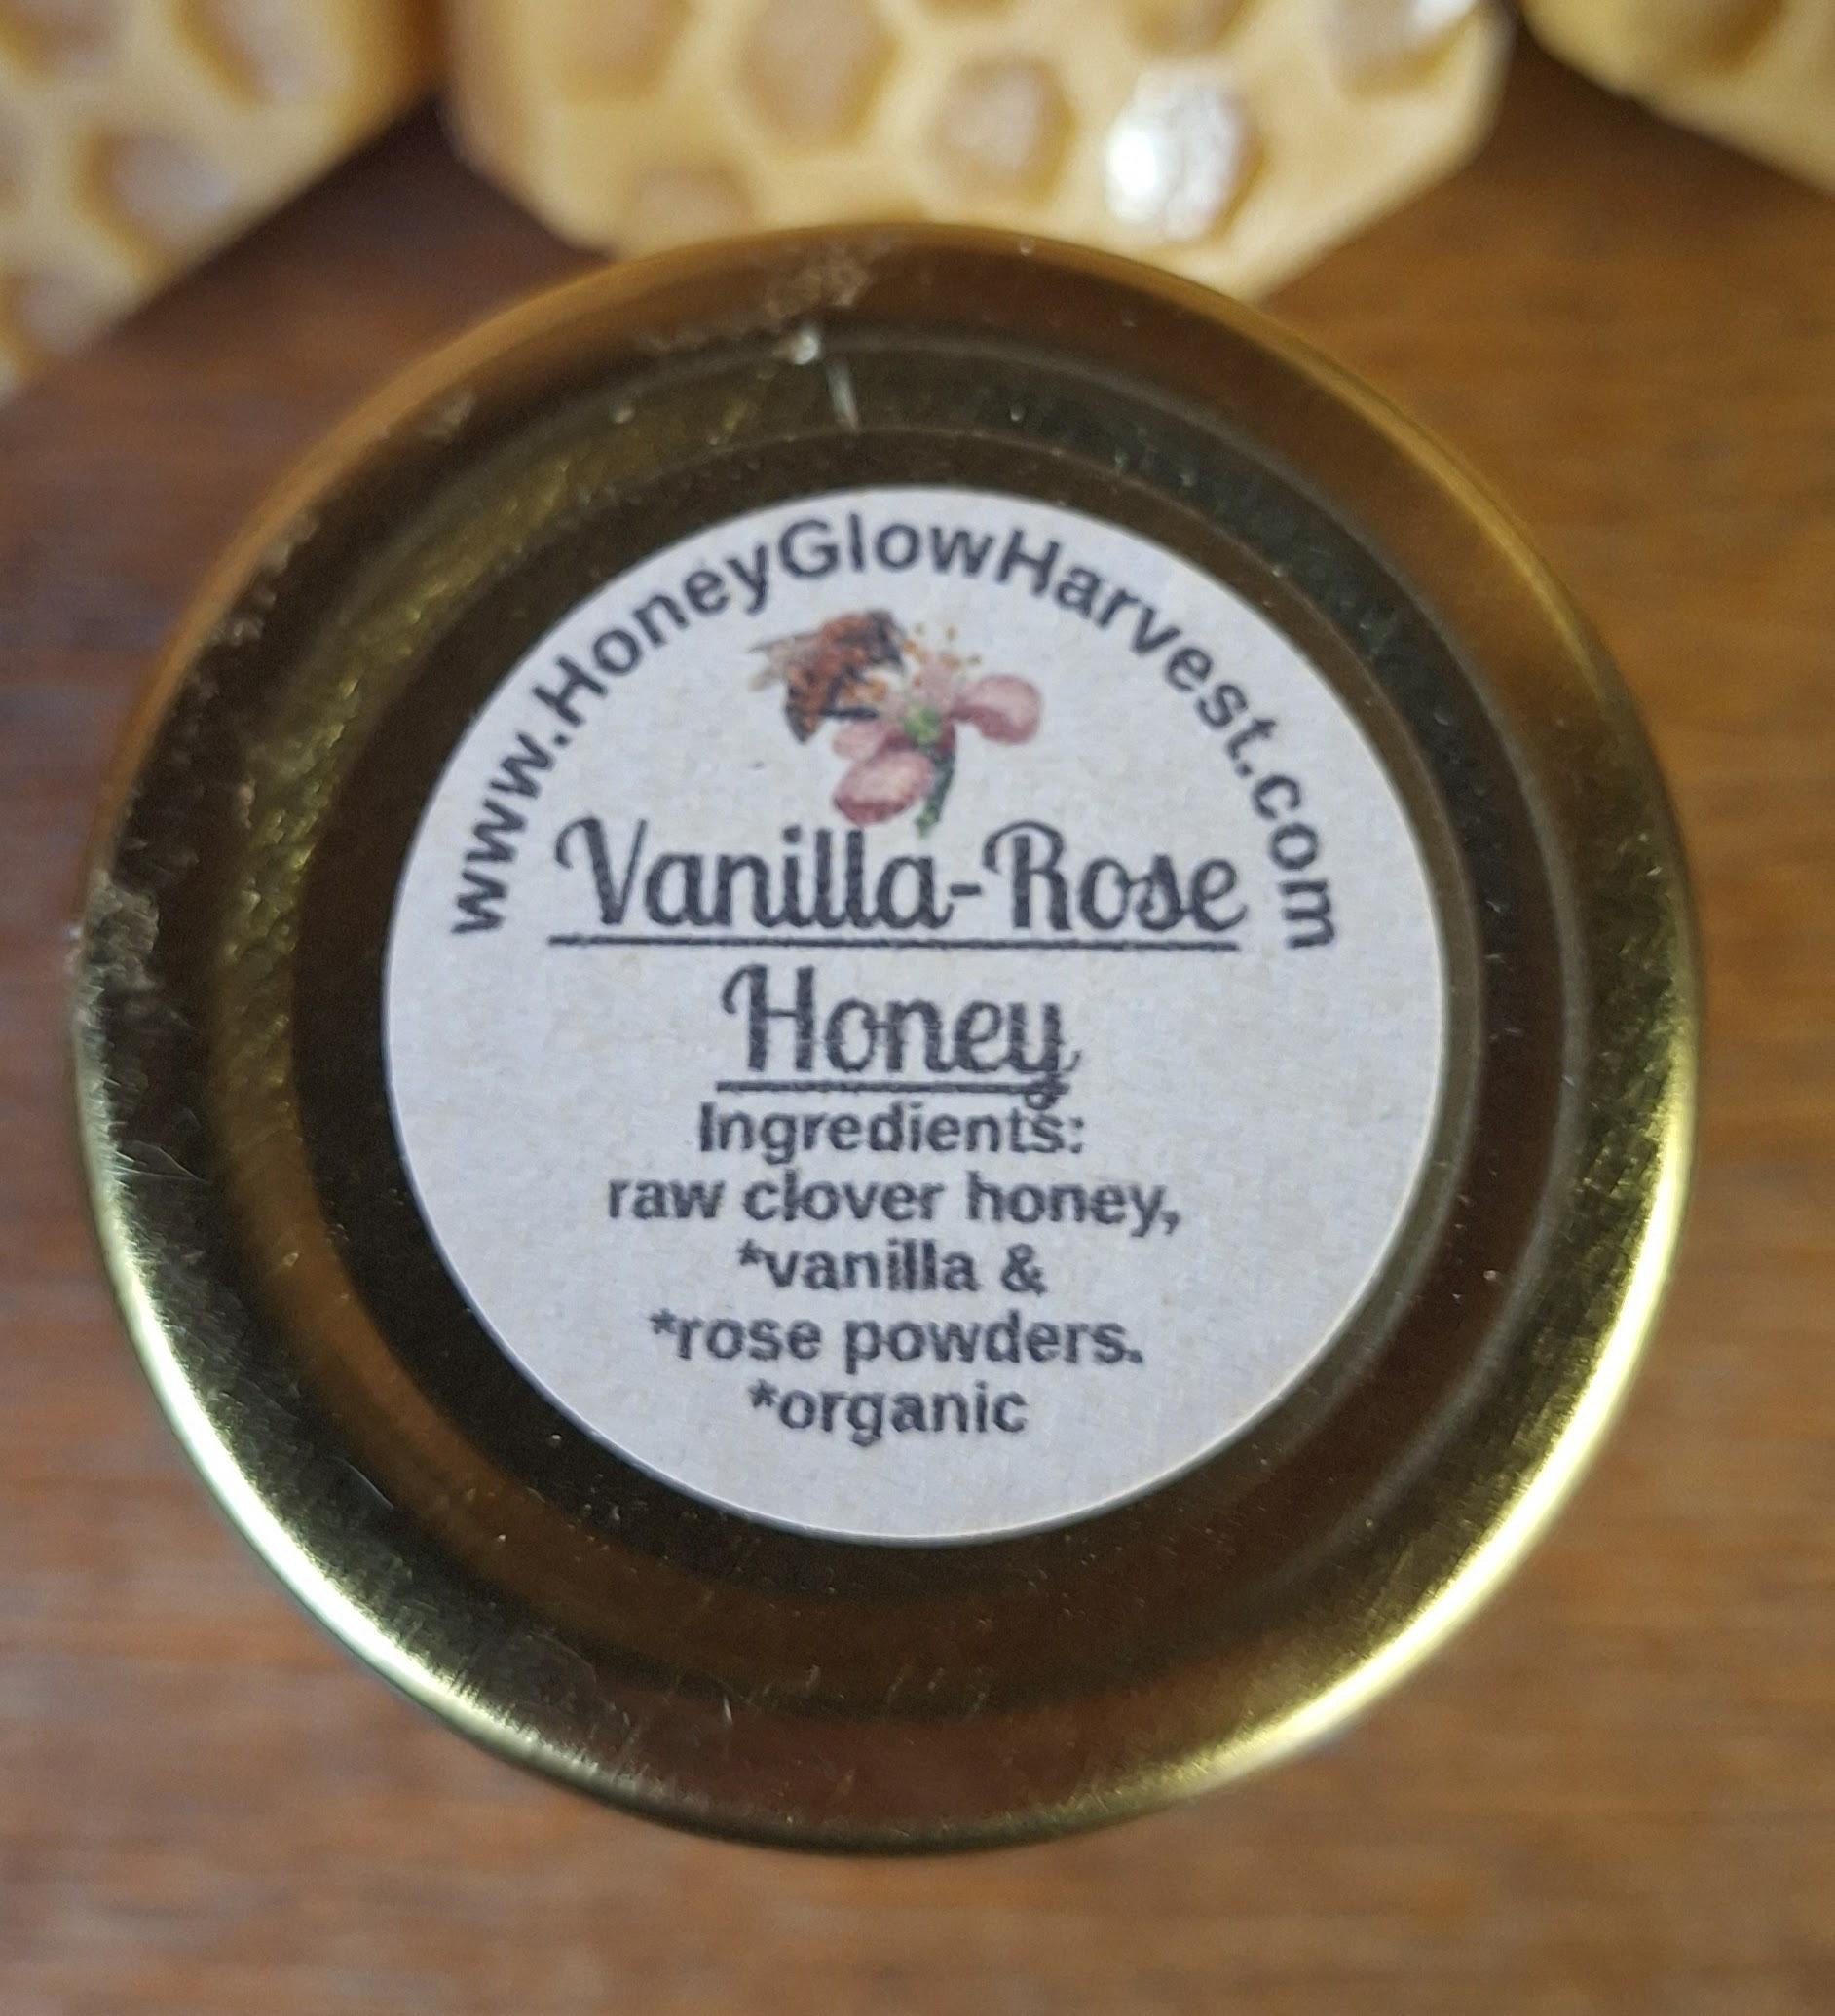 www.HoneyGlowHarvest.com
Vanilla-Rose
Honey
Ingredients:
raw clover honey,
*vanilla &
*rose powders.
*organic